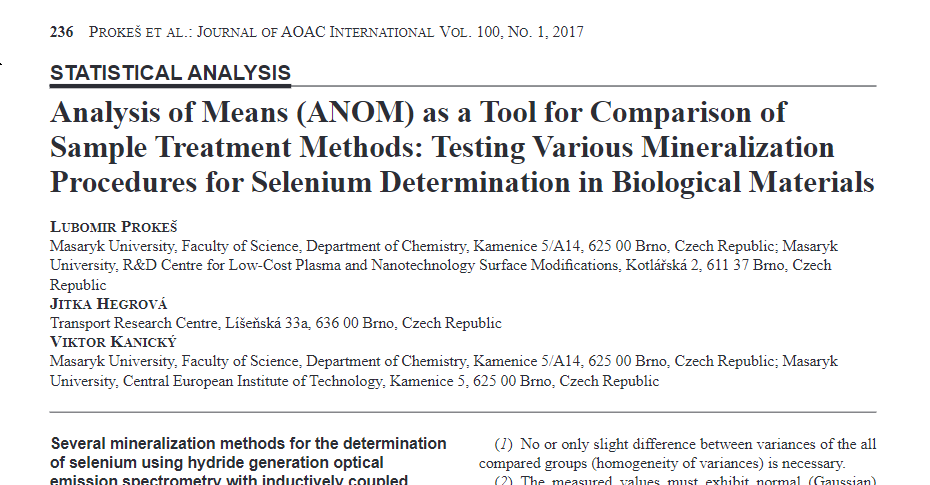 236 PROKEŠ ET AL.: JOURNAL OF AOAC INTERNATIONAL VOL. 100, NO. 1, 2017
STATISTICAL ANALYSIS
Analysis of Means (ANOM) as a Tool for Comparison of
Sample Treatment Methods: Testing Various Mineralization
Procedures for Selenium Determination in Biological Materials
LUBOMIR PROKEŠ
Masaryk University, Faculty of Science, Department of Chemistry, Kamenice 5/A14, 625 00 Brno, Czech Republic; Masaryk
University, R&D Centre for Low-Cost Plasma and Nanotechnology Surface Modifications, Kotlářská 2, 611 37 Brno, Czech
Republic
JITKA HEGROVÁ
Transport Research Centre, Líšeňská 33a, 636 00 Brno, Czech Republic
VIKTOR KANICKÝ
Masaryk University, Faculty of Science, Department of Chemistry, Kamenice 5/A14, 625 00 Brno, Czech Republic; Masaryk
University, Central European Institute of Technology, Kamenice 5, 625 00 Brno, Czech Republic
Several mineralization methods for the determination
of selenium using hydride generation optical
emission spectrometry with inductively coupled
(1) No or only slight difference between variances of the all
compared groups (homogeneity of variances) is necessary.
(2) The measured values must exhibit normal (Gaussian)